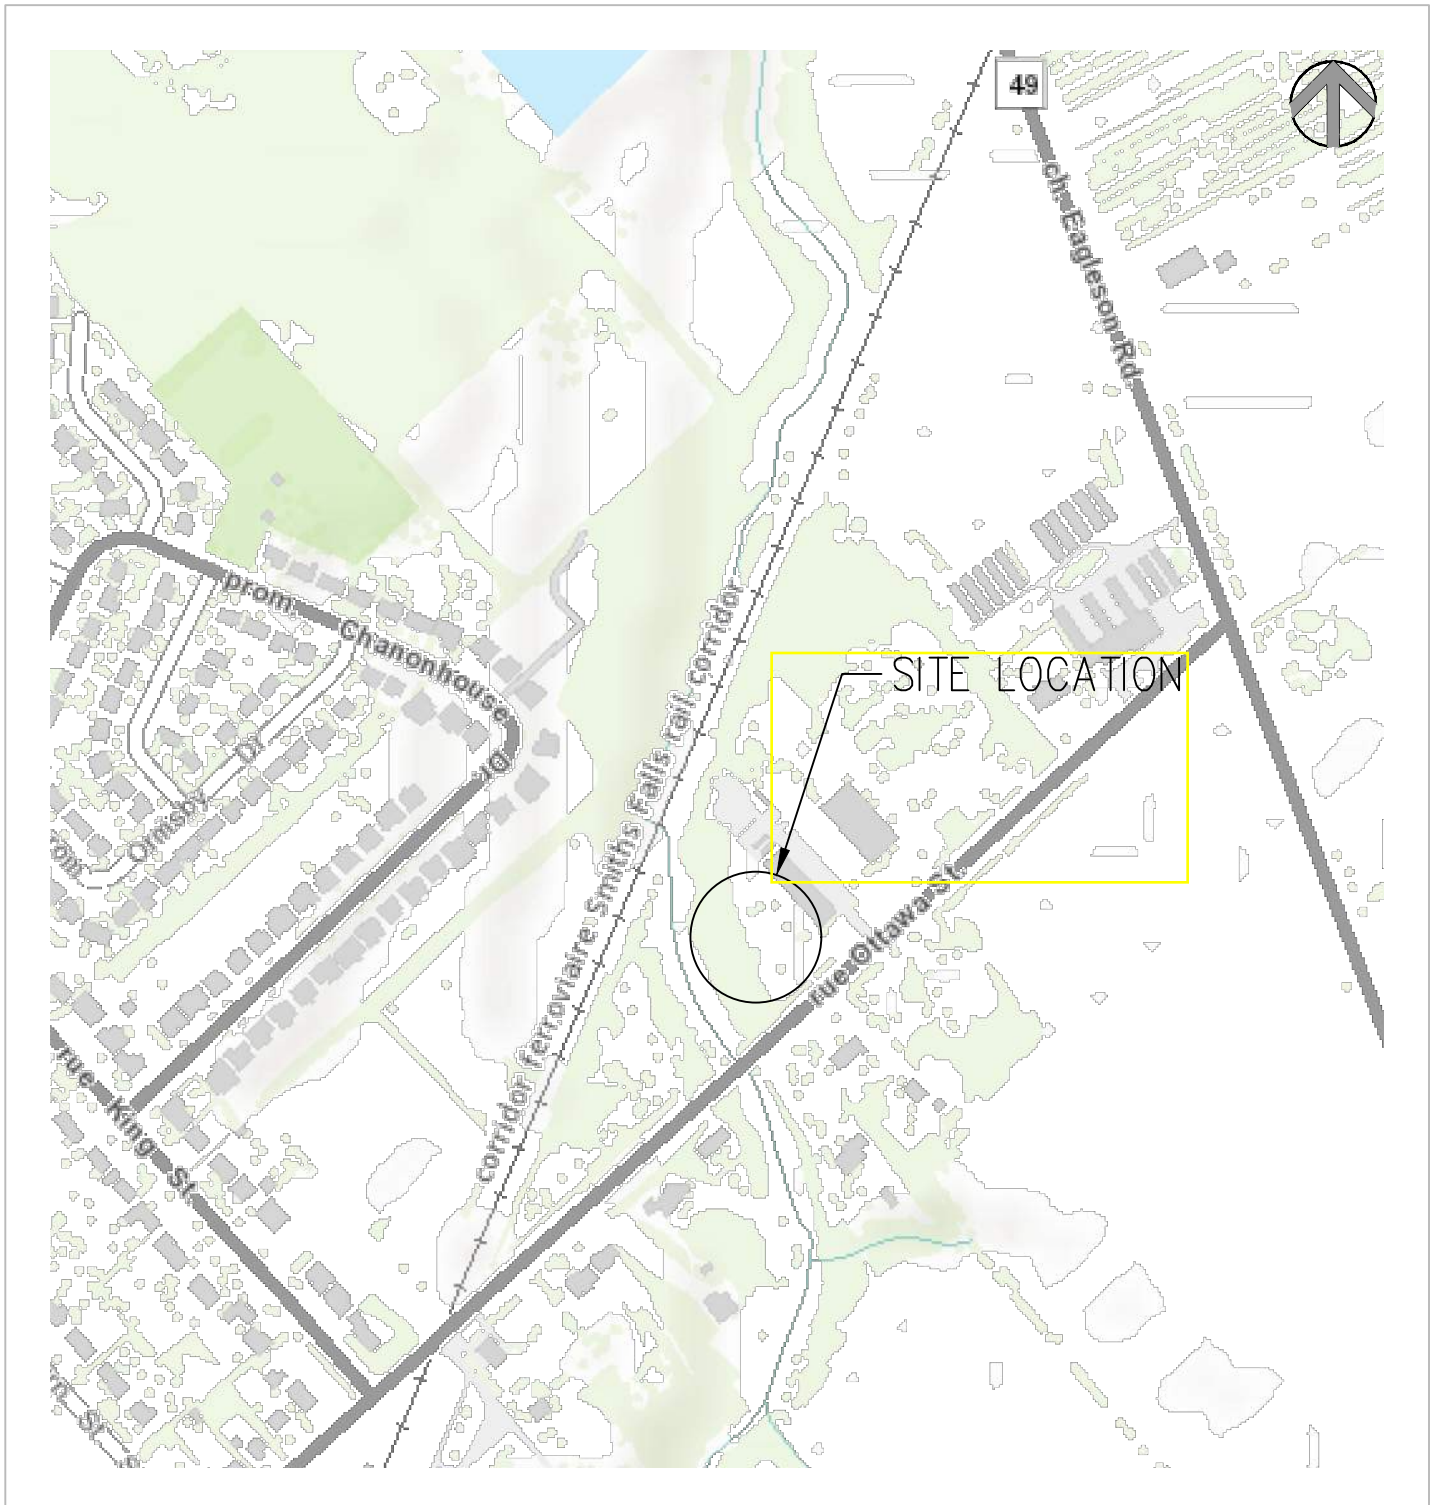 49
ch. Eagleson Rd.
SITE LOCATION
prom. Chanonhouse Dr.
corridor ferroviaire Smiths Falls rail corridor
Ormsby Dr
rue Ottawa St.
rue King St